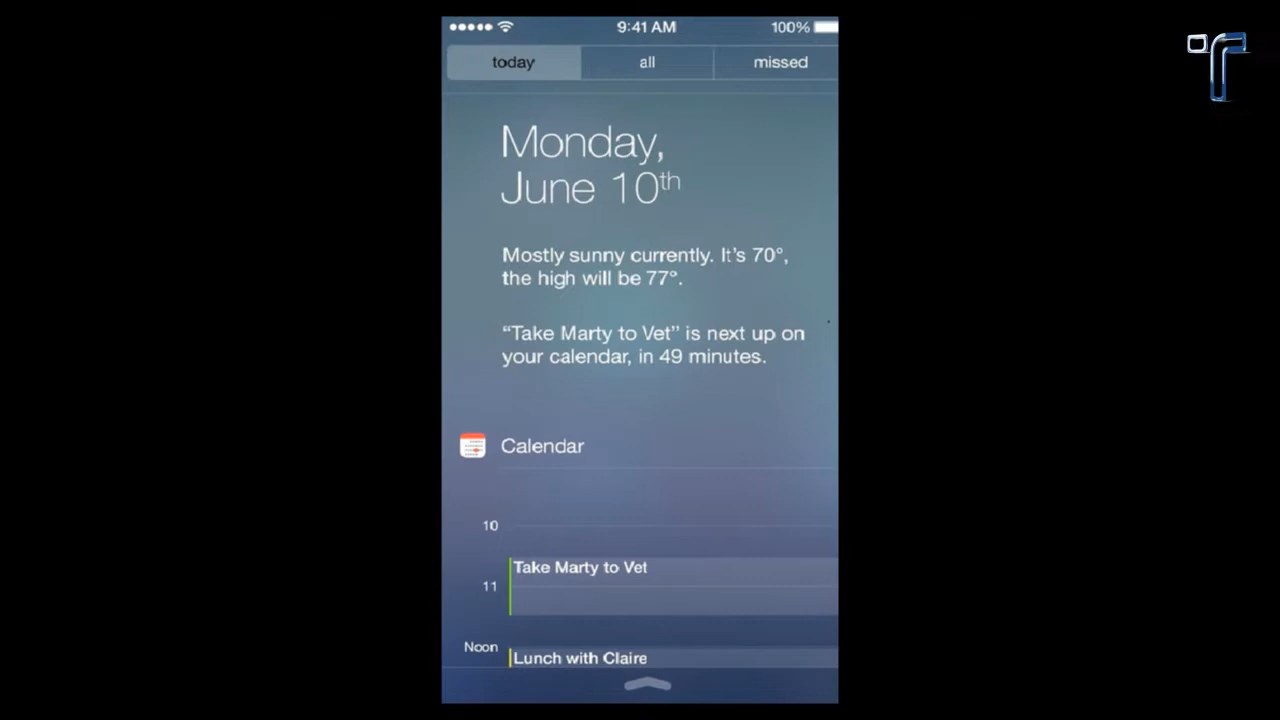 9:41 AM 100%
today all missed
Monday,
June 10th
Mostly sunny currently. It's 70°,
the high will be 77°.
“Take Marty to Vet” is next up on
your calendar, in 49 minutes.
Calendar
10
Take Marty to Vet
11
Noon
Lunch with Claire